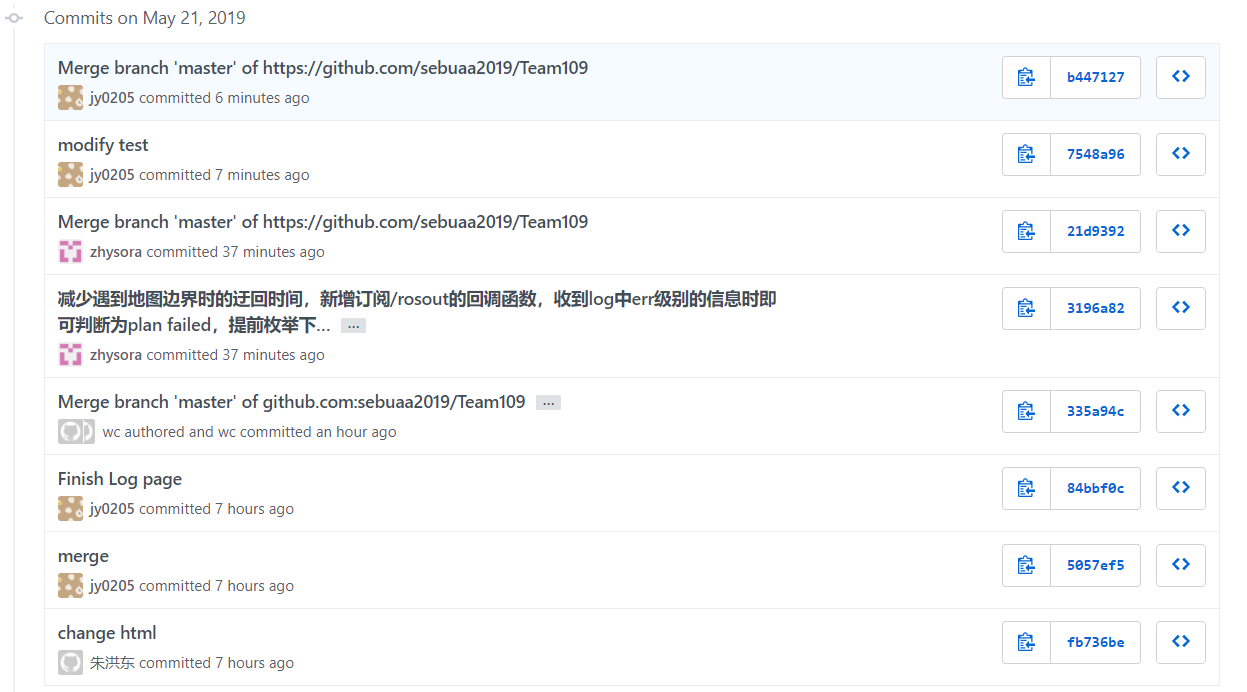 Commits on May 21, 2019
Merge branch 'master' of https://github.com/sebuaa2019/Team109
jy0205 committed 6 minutes ago
b447127
modify test
jy0205 committed 7 minutes ago
7548a96
Merge branch 'master' of https://github.com/sebuaa2019/Team109
zhysora committed 37 minutes ago
21d9392
减少遇到地图边界时的迂回时间，新增订阅/rosout的回调函数，收到log中err级别的信息时即
可判断为plan failed，提前枚举下… …
zhysora committed 37 minutes ago
3196a82
Merge branch 'master' of github.com:sebuaa2019/Team109 …
wc authored and wc committed an hour ago
335a94c
Finish Log page
jy0205 committed 7 hours ago
84bbf0c
merge
jy0205 committed 7 hours ago
5057ef5
change html
朱洪东 committed 7 hours ago
fb736be